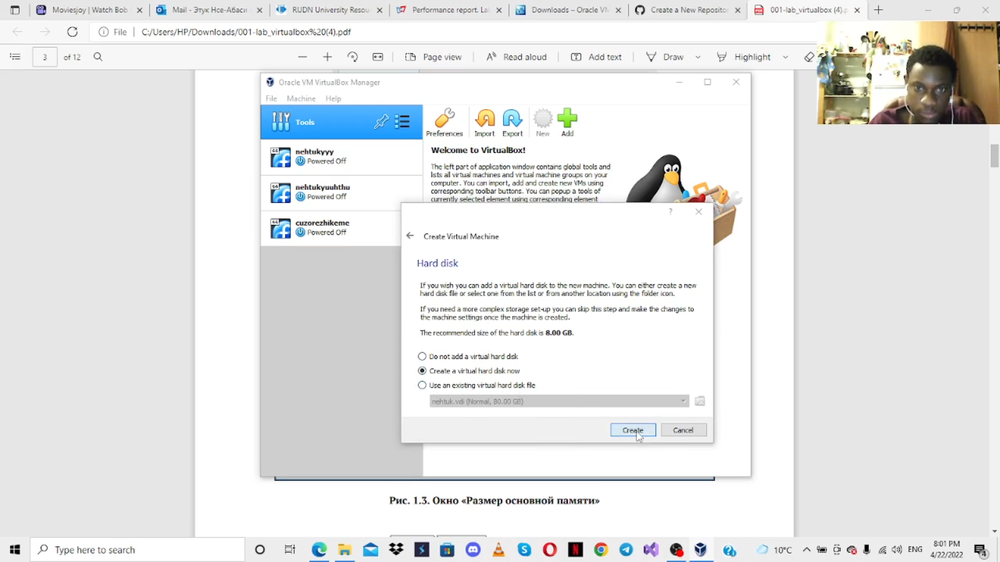 Moviesjoy | Watch Bob
Mail - Этук Нсе-Абаси
RUDN University Resou
Performance report. La
Downloads – Oracle VM
Create a New Reposito
001-lab_virtualbox (4).p
File
C:/Users/HP/Downloads/001-lab_virtualbox%20(4).pdf
3
of 12
Page view
Read aloud
Add text
Draw
Highlight
Oracle VM VirtualBox Manager
File
Machine
Help
Tools
Preferences
Import
Export
New
Add
64
nehtukyyy
Powered Off
64
nehtukyuuhthu
Powered Off
64
cuzorezhikeme
Powered Off
Welcome to VirtualBox!
The left part of application window contains global tools and
lists all virtual machines and virtual machine groups on your
computer. You can import, add and create new VMs using
corresponding toolbar buttons. You can popup a tools of
currently selected element using corresponding element
?
Create Virtual Machine
Hard disk
If you wish you can add a virtual hard disk to the new machine. You can either create a new
hard disk file or select one from the list or from another location using the folder icon.
If you need a more complex storage set-up you can skip this step and make the changes to
the machine settings once the machine is created.
The recommended size of the hard disk is 8.00 GB.
Do not add a virtual hard disk
Create a virtual hard disk now
Use an existing virtual hard disk file
nehtuk.vdi (Normal, 80.00 GB)
Create
Cancel
Рис. 1.3. Окно «Размер основной памяти»
Type here to search
10°C
ENG
8:01 PM
4/22/2022
4